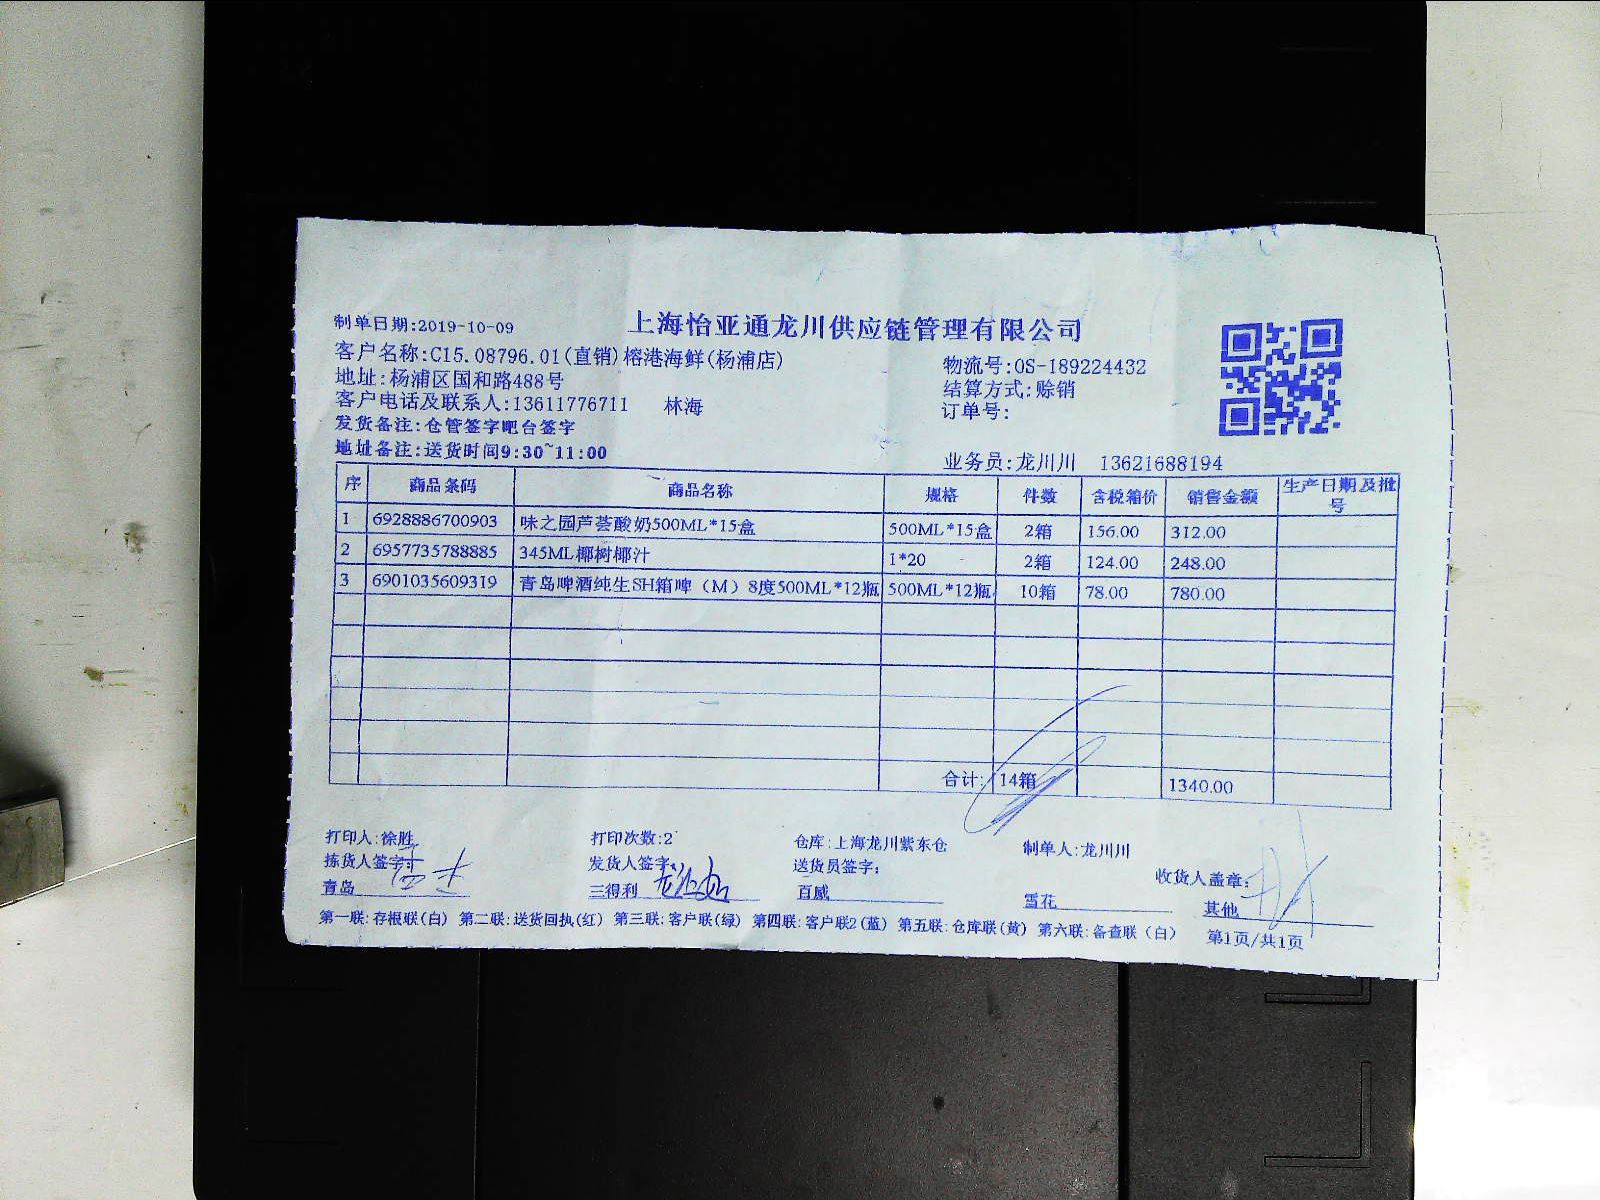 上海怡亚通龙川供应链管理有限公司
制单日期:2019-10-09
客户名称:C15.08796.01(直销)榕港海鲜(杨浦店)
物流号:OS-189224432
地址:杨浦区国和路488号
结算方式:赊销
客户电话及联系人:13611776711 林海
订单号:
发货备注:仓管签字吧台签字
地址备注:送货时间9:30~11:00
业务员:龙川川 13621688194
序 商品条码 商品名称 规格 件数 含税箱价 销售金额 生产日期及批号
1 6928886700903 味之园芦荟酸奶500ML*15盒 500ML*15盒 2箱 156.00 312.00
2 6957735788885 345ML椰树椰汁 1*20 2箱 124.00 248.00
3 6901035609319 青岛啤酒纯生SH箱啤（M）8度500ML*12瓶 500ML*12瓶 10箱 78.00 780.00
合计: 14箱 1340.00
打印人:徐胜 打印次数:2 仓库:上海龙川紫东仓 制单人:龙川川
拣货人签字: 发货人签字: 送货员签字: 收货人盖章:
青岛 三得利 百威 雪花 其他
第一联:存根联(白) 第二联:送货回执(红) 第三联:客户联(绿) 第四联:客户联2(蓝) 第五联:仓库联(黄) 第六联:备查联（白） 第1页/共1页